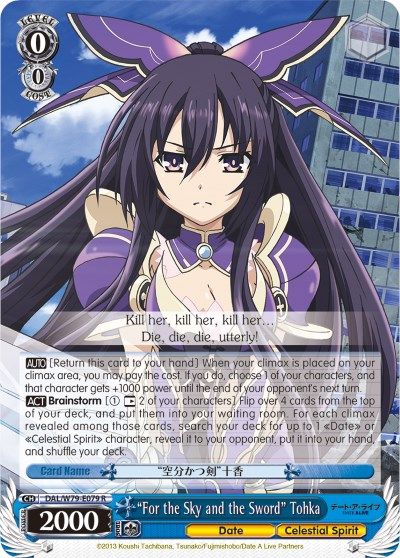 LEVEL
0
0
COST
Kill her, kill her, kill her…
Die, die, die, utterly!
AUTO [Return this card to your hand] When your climax is placed on your
climax area, you may pay the cost. If you do, choose 1 of your characters, and
that character gets +1000 power until the end of your opponent's next turn.
ACT Brainstorm [① 2 of your characters] Flip over 4 cards from the top
of your deck, and put them into your waiting room. For each climax
revealed among those cards, search your deck for up to 1 «Date» or
«Celestial Spirit» character, reveal it to your opponent, put it into your hand,
and shuffle your deck.
Card Name
“空分かつ剣”十香
CH DAL/W79-E079 R
“For the Sky and the Sword” Tohka
デート・ア・ライブ
2000
Date
Celestial Spirit
©2013 Koushi Tachibana, Tsunako/Fujimishobo/Date A Live Partners